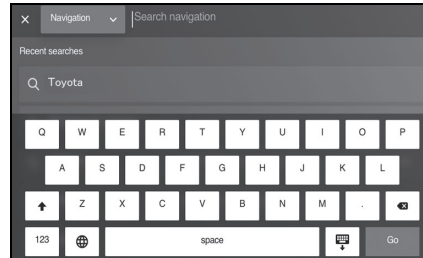 Navigation Search navigation
Recent searches
Toyota
Q W E R T Y U I O P
A S D F G H J K L
Z X C V B N M .
123 space Go